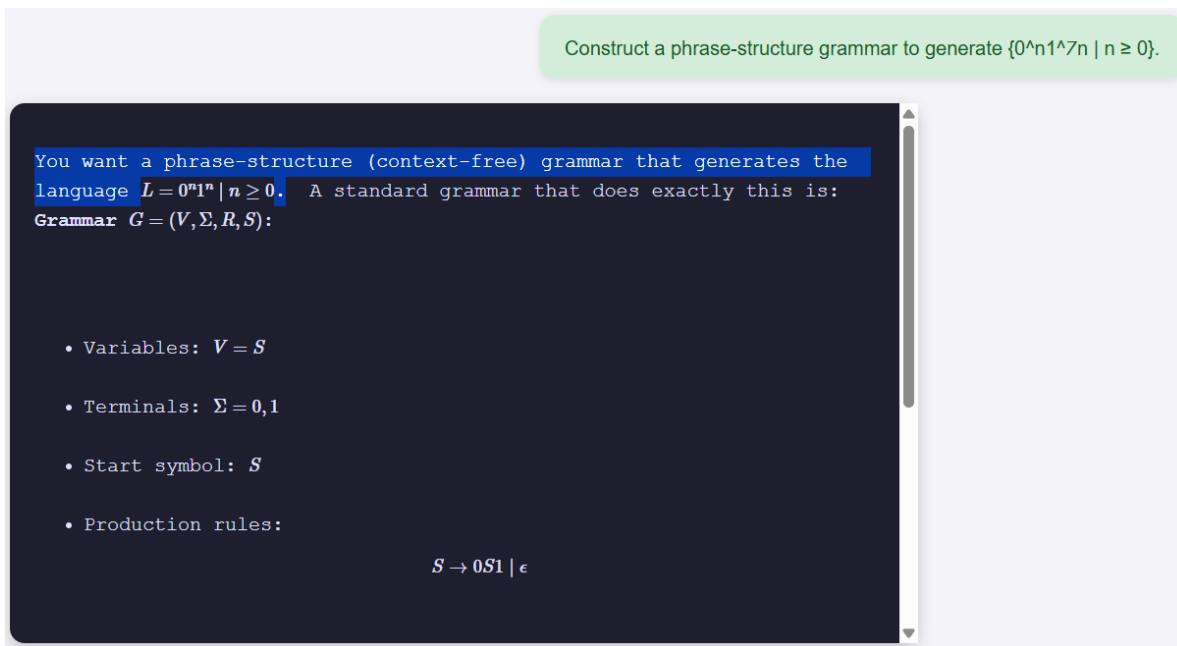 Construct a phrase-structure grammar to generate {0^n1^7n | n ≥ 0}.
You want a phrase-structure (context-free) grammar that generates the
language L = 0ⁿ1ⁿ | n ≥ 0. A standard grammar that does exactly this is:
Grammar G = (V, Σ, R, S):
• Variables: V = S
• Terminals: Σ = 0, 1
• Start symbol: S
• Production rules:
S → 0S1 | ϵ